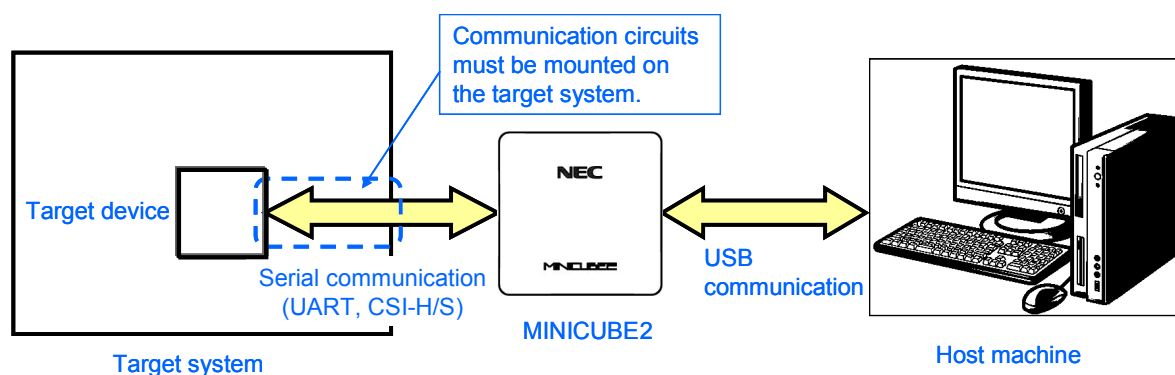 Communication circuits
must be mounted on
the target system.
NEC
Target device
MINICUBE2
Serial communication
(UART, CSI-H/S)
USB
communication
MINICUBE2
Target system
Host machine